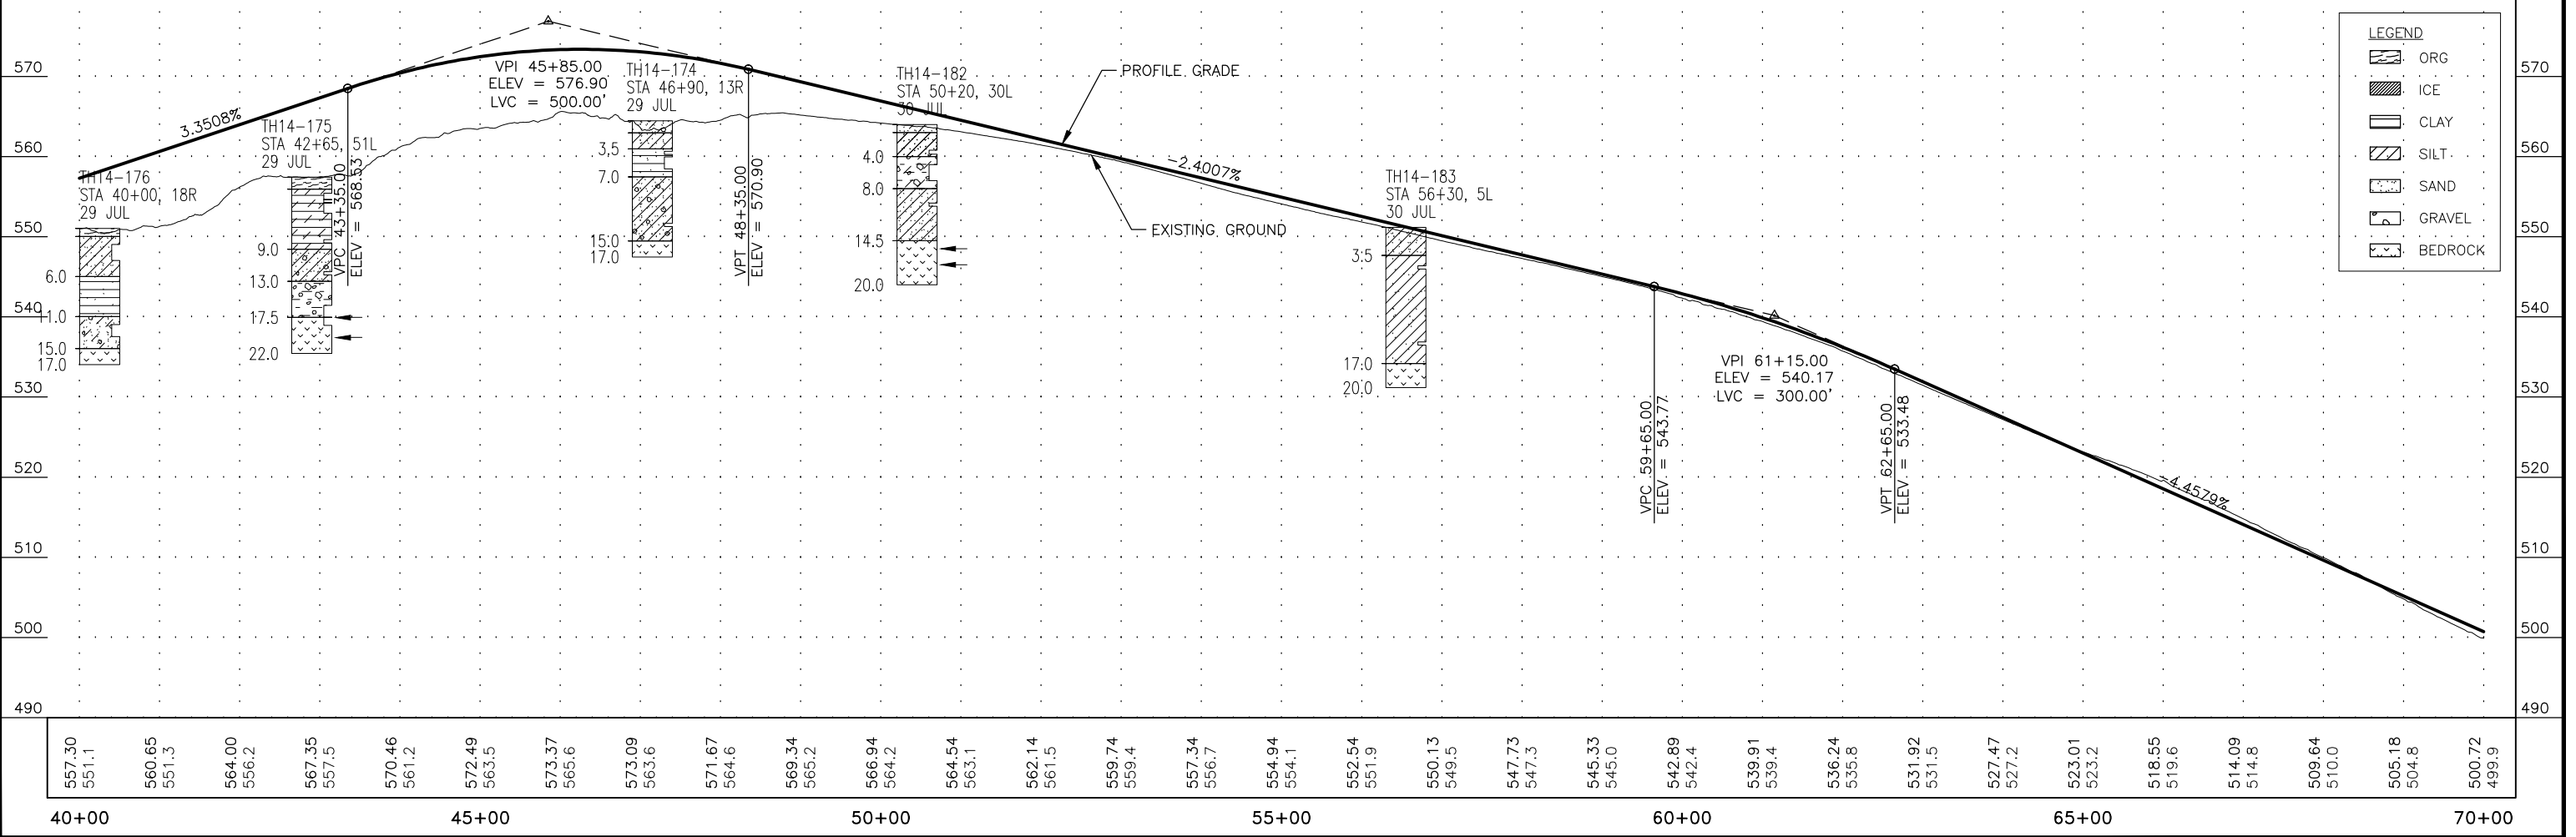 570
560
550
540
530
520
510
500
490
3.3508%
TH14-176
STA 40+00, 18R
29 JUL
6.0
11.0
15.0
17.0
TH14-175
STA 42+65, 51L
29 JUL
9.0
13.0
17.5
22.0
VPC 43+35.00
ELEV = 568.53
VPI 45+85.00
ELEV = 576.90
LVC = 500.00'
TH14-174
STA 46+90, 13R
29 JUL
3.5
7.0
15.0
17.0
VPT 48+35.00
ELEV = 570.90
TH14-182
STA 50+20, 30L
30 JUL
4.0
8.0
14.5
20.0
PROFILE GRADE
EXISTING GROUND
-2.4007%
TH14-183
STA 56+30, 5L
30 JUL
3.5
17.0
20.0
VPC 59+65.00
ELEV = 543.77
VPI 61+15.00
ELEV = 540.17
LVC = 300.00'
VPT 62+65.00
ELEV = 533.48
-4.4579%
LEGEND
ORG
ICE
CLAY
SILT
SAND
GRAVEL
BEDROCK
570
560
550
540
530
520
510
500
490
557.30
551.1
560.65
551.3
564.00
556.2
567.35
557.5
570.46
561.2
572.49
563.5
573.37
565.6
573.09
563.6
571.67
564.6
569.34
565.2
566.94
564.2
564.54
563.1
562.14
561.5
559.74
559.4
557.34
556.7
554.94
554.1
552.54
551.9
550.13
549.5
547.73
547.3
545.33
545.0
542.89
542.4
539.91
539.4
536.24
535.8
531.92
531.5
527.47
527.2
523.01
523.2
518.55
519.6
514.09
514.8
509.64
510.0
505.18
504.8
500.72
499.9
40+00
45+00
50+00
55+00
60+00
65+00
70+00